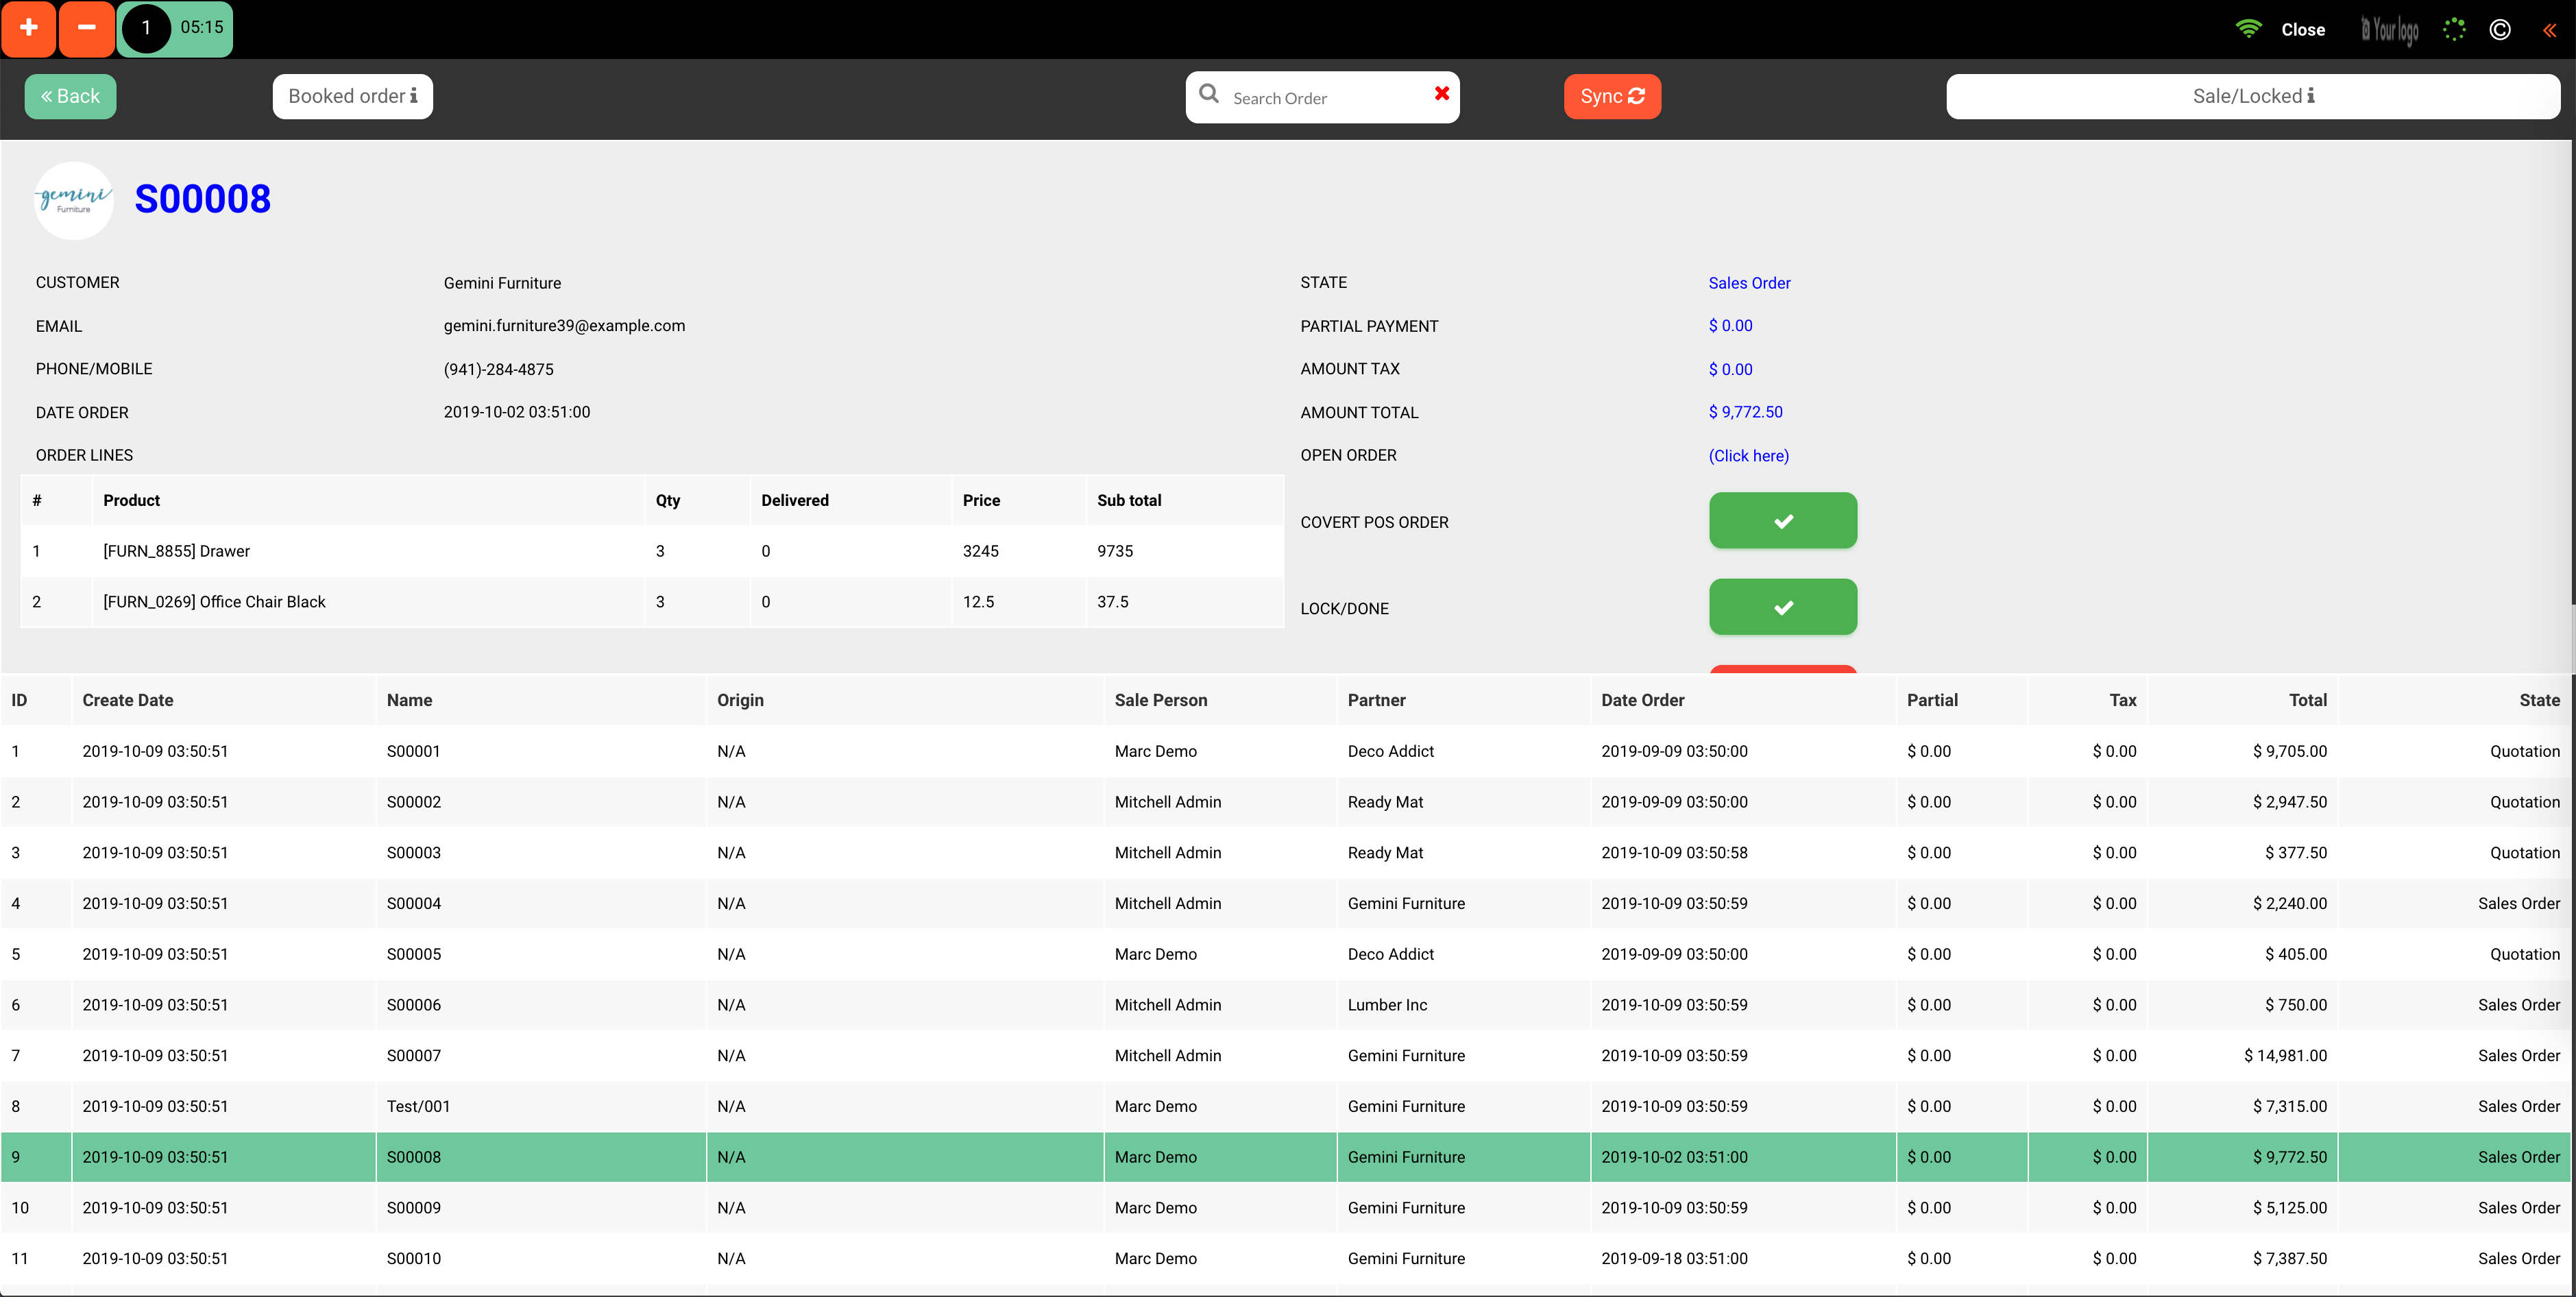 1 05:15 Close Your logo
Back Booked order Search Order Sync Sale/Locked
gemini
Furniture
S00008
CUSTOMER Gemini Furniture STATE Sales Order
EMAIL gemini.furniture39@example.com PARTIAL PAYMENT $ 0.00
PHONE/MOBILE (941)-284-4875 AMOUNT TAX $ 0.00
DATE ORDER 2019-10-02 03:51:00 AMOUNT TOTAL $ 9,772.50
ORDER LINES OPEN ORDER (Click here)
# Product Qty Delivered Price Sub total
COVERT POS ORDER
1 [FURN_8855] Drawer 3 0 3245 9735
2 [FURN_0269] Office Chair Black 3 0 12.5 37.5
LOCK/DONE
ID Create Date Name Origin Sale Person Partner Date Order Partial Tax Total State
1 2019-10-09 03:50:51 S00001 N/A Marc Demo Deco Addict 2019-09-09 03:50:00 $ 0.00 $ 0.00 $ 9,705.00 Quotation
2 2019-10-09 03:50:51 S00002 N/A Mitchell Admin Ready Mat 2019-09-09 03:50:00 $ 0.00 $ 0.00 $ 2,947.50 Quotation
3 2019-10-09 03:50:51 S00003 N/A Mitchell Admin Ready Mat 2019-10-09 03:50:58 $ 0.00 $ 0.00 $ 377.50 Quotation
4 2019-10-09 03:50:51 S00004 N/A Mitchell Admin Gemini Furniture 2019-10-09 03:50:59 $ 0.00 $ 0.00 $ 2,240.00 Sales Order
5 2019-10-09 03:50:51 S00005 N/A Marc Demo Deco Addict 2019-09-09 03:50:00 $ 0.00 $ 0.00 $ 405.00 Quotation
6 2019-10-09 03:50:51 S00006 N/A Mitchell Admin Lumber Inc 2019-10-09 03:50:59 $ 0.00 $ 0.00 $ 750.00 Sales Order
7 2019-10-09 03:50:51 S00007 N/A Mitchell Admin Gemini Furniture 2019-10-09 03:50:59 $ 0.00 $ 0.00 $ 14,981.00 Sales Order
8 2019-10-09 03:50:51 Test/001 N/A Marc Demo Gemini Furniture 2019-10-09 03:50:59 $ 0.00 $ 0.00 $ 7,315.00 Sales Order
9 2019-10-09 03:50:51 S00008 N/A Marc Demo Gemini Furniture 2019-10-02 03:51:00 $ 0.00 $ 0.00 $ 9,772.50 Sales Order
10 2019-10-09 03:50:51 S00009 N/A Marc Demo Gemini Furniture 2019-10-09 03:50:59 $ 0.00 $ 0.00 $ 5,125.00 Sales Order
11 2019-10-09 03:50:51 S00010 N/A Marc Demo Gemini Furniture 2019-09-18 03:51:00 $ 0.00 $ 0.00 $ 7,387.50 Sales Order